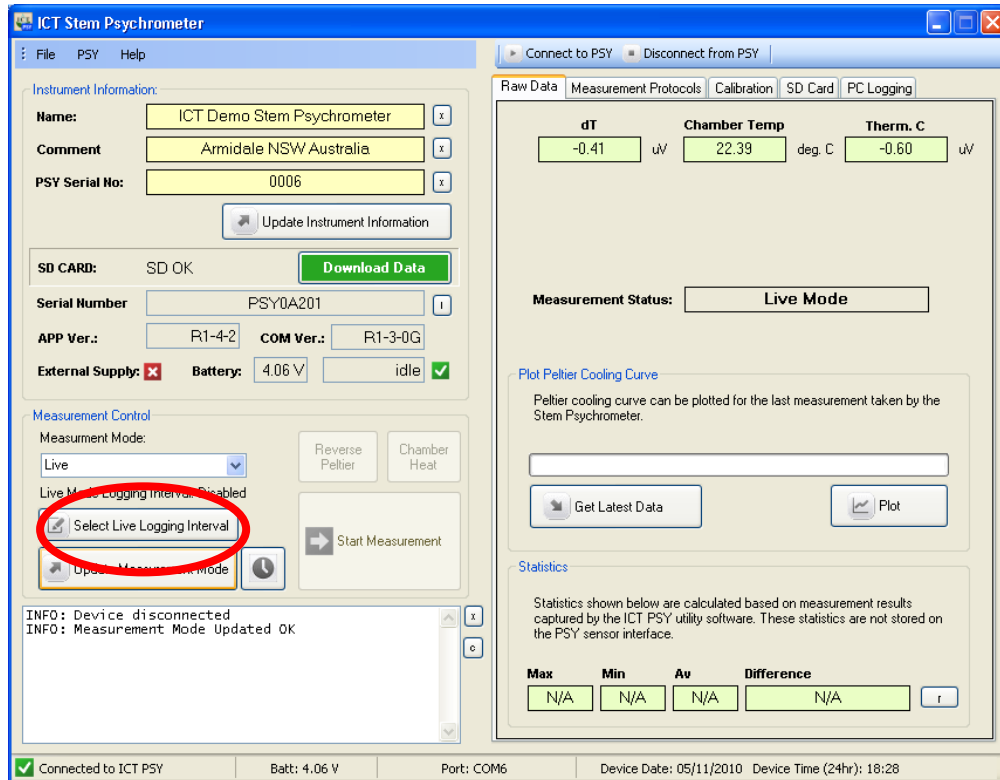 ICT Stem Psychrometer
File PSY Help
Connect to PSY Disconnect from PSY
Instrument Information:
Name: ICT Demo Stem Psychrometer x
Comment Armidale NSW Australia x
PSY Serial No: 0006 x
Update Instrument Information
SD CARD: SD OK Download Data
Serial Number PSY0A201 I
APP Ver.: R1-4-2 COM Ver.: R1-3-0G
External Supply: Battery: 4.06 V idle
Measurement Control
Measurment Mode:
Live
Reverse Peltier
Chamber Heat
Live Mode Logging Interval: Disabled
Select Live Logging Interval
Start Measurement
Update Measurement Mode
INFO: Device disconnected
INFO: Measurement Mode Updated OK
x
c
Raw Data Measurement Protocols Calibration SD Card PC Logging
dT Chamber Temp Therm. C
-0.41 uV 22.39 deg. C -0.60 uV
Measurement Status: Live Mode
Plot Peltier Cooling Curve
Peltier cooling curve can be plotted for the last measurement taken by the
Stem Psychrometer.
Get Latest Data Plot
Statistics
Statistics shown below are calculated based on measurement results
captured by the ICT PSY utility software. These statistics are not stored on
the PSY sensor interface.
Max Min Av Difference
N/A N/A N/A N/A r
Connected to ICT PSY Batt: 4.06 V Port: COM6 Device Date: 05/11/2010 Device Time (24hr): 18:28